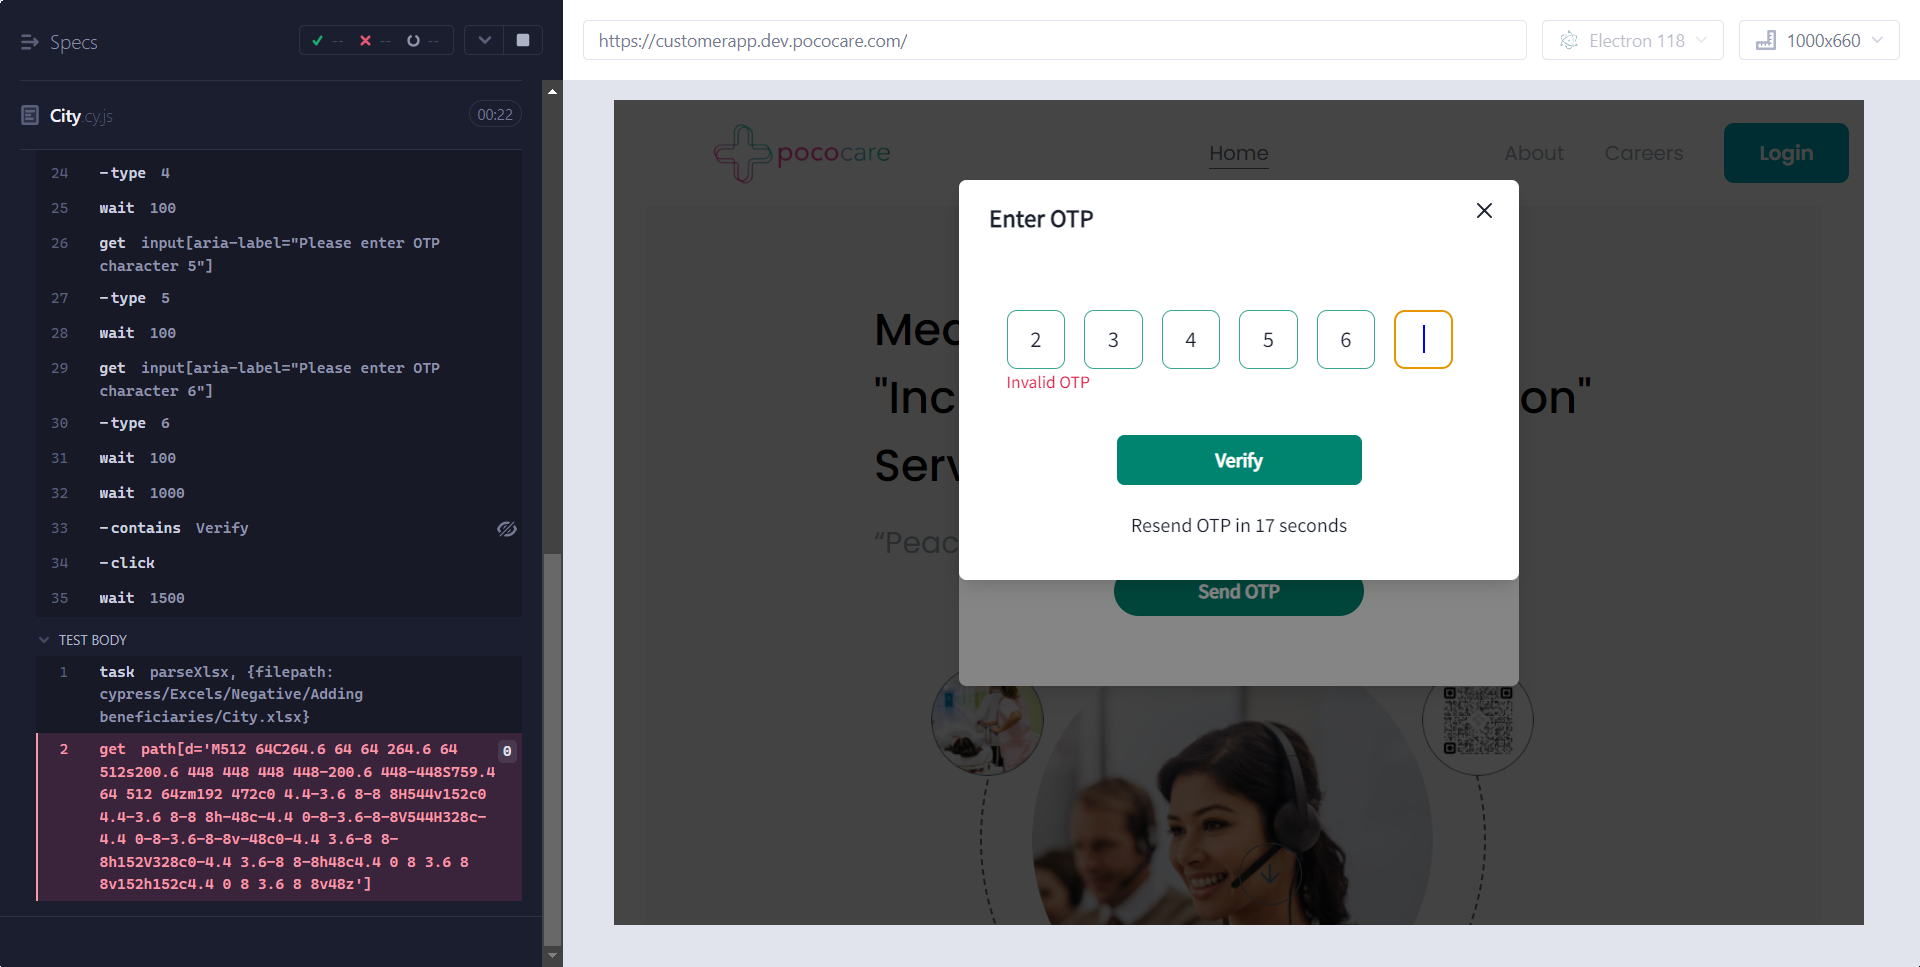 Specs
--
--
--
https://customerapp.dev.pococare.com/
Electron 118
1000x660
City.cy.js
00:22
24 -type 4
25 wait 100
26 get input[aria-label="Please enter OTP
character 5"]
27 -type 5
28 wait 100
29 get input[aria-label="Please enter OTP
character 6"]
30 -type 6
31 wait 100
32 wait 1000
33 -contains Verify
34 -click
35 wait 1500
TEST BODY
1 task parseXlsx, {filepath:
cypress/Excels/Negative/Adding
beneficiaries/City.xlsx}
2 get path[d='M512 64C264.6 64 64 264.6 64 0
512s200.6 448 448 448 448-200.6 448-448S759.4
64 512 64zm192 472c0 4.4-3.6 8-8 8H544v152c0
4.4-3.6 8-8 8h-48c-4.4 0-8-3.6-8-8V544H328c-
4.4 0-8-3.6-8-8v-48c0-4.4 3.6-8 8-
8h152V328c0-4.4 3.6-8 8-8h48c4.4 0 8 3.6 8
8v152h152c4.4 0 8 3.6 8 8v48z']
pococare
Home
About
Careers
Login
Enter OTP
2 3 4 5 6
Invalid OTP
Verify
Resend OTP in 17 seconds
Send OTP
"Inc
on"
Serv
“Peac